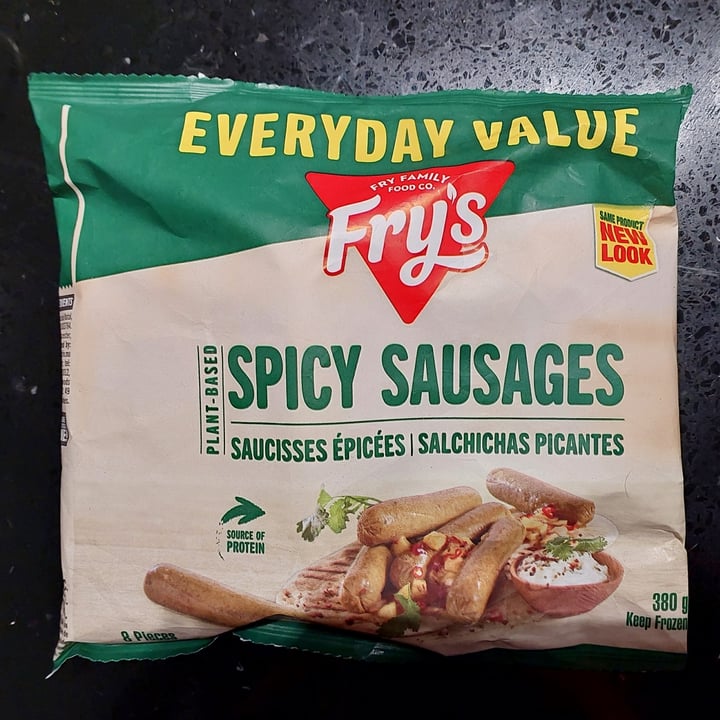 EVERYDAY VALUE
FRY FAMILY
FOOD CO.
Fry's
SAME PRODUCT
NEW
LOOK
PLANT-BASED
SPICY SAUSAGES
SAUCISSES ÉPICÉES | SALCHICHAS PICANTES
SOURCE OF
PROTEIN
8 Pieces
380 g
Keep Frozen